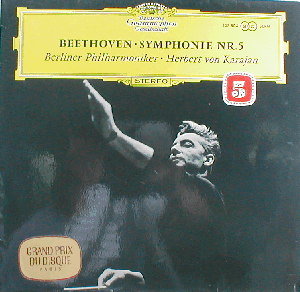 Deutsche
Grammophon
Gesellschaft
BEETHOVEN · SYMPHONIE NR. 5
Berliner Philharmoniker · Herbert von Karajan
STEREO
GRAND PRIX
DU DISQUE
PARIS